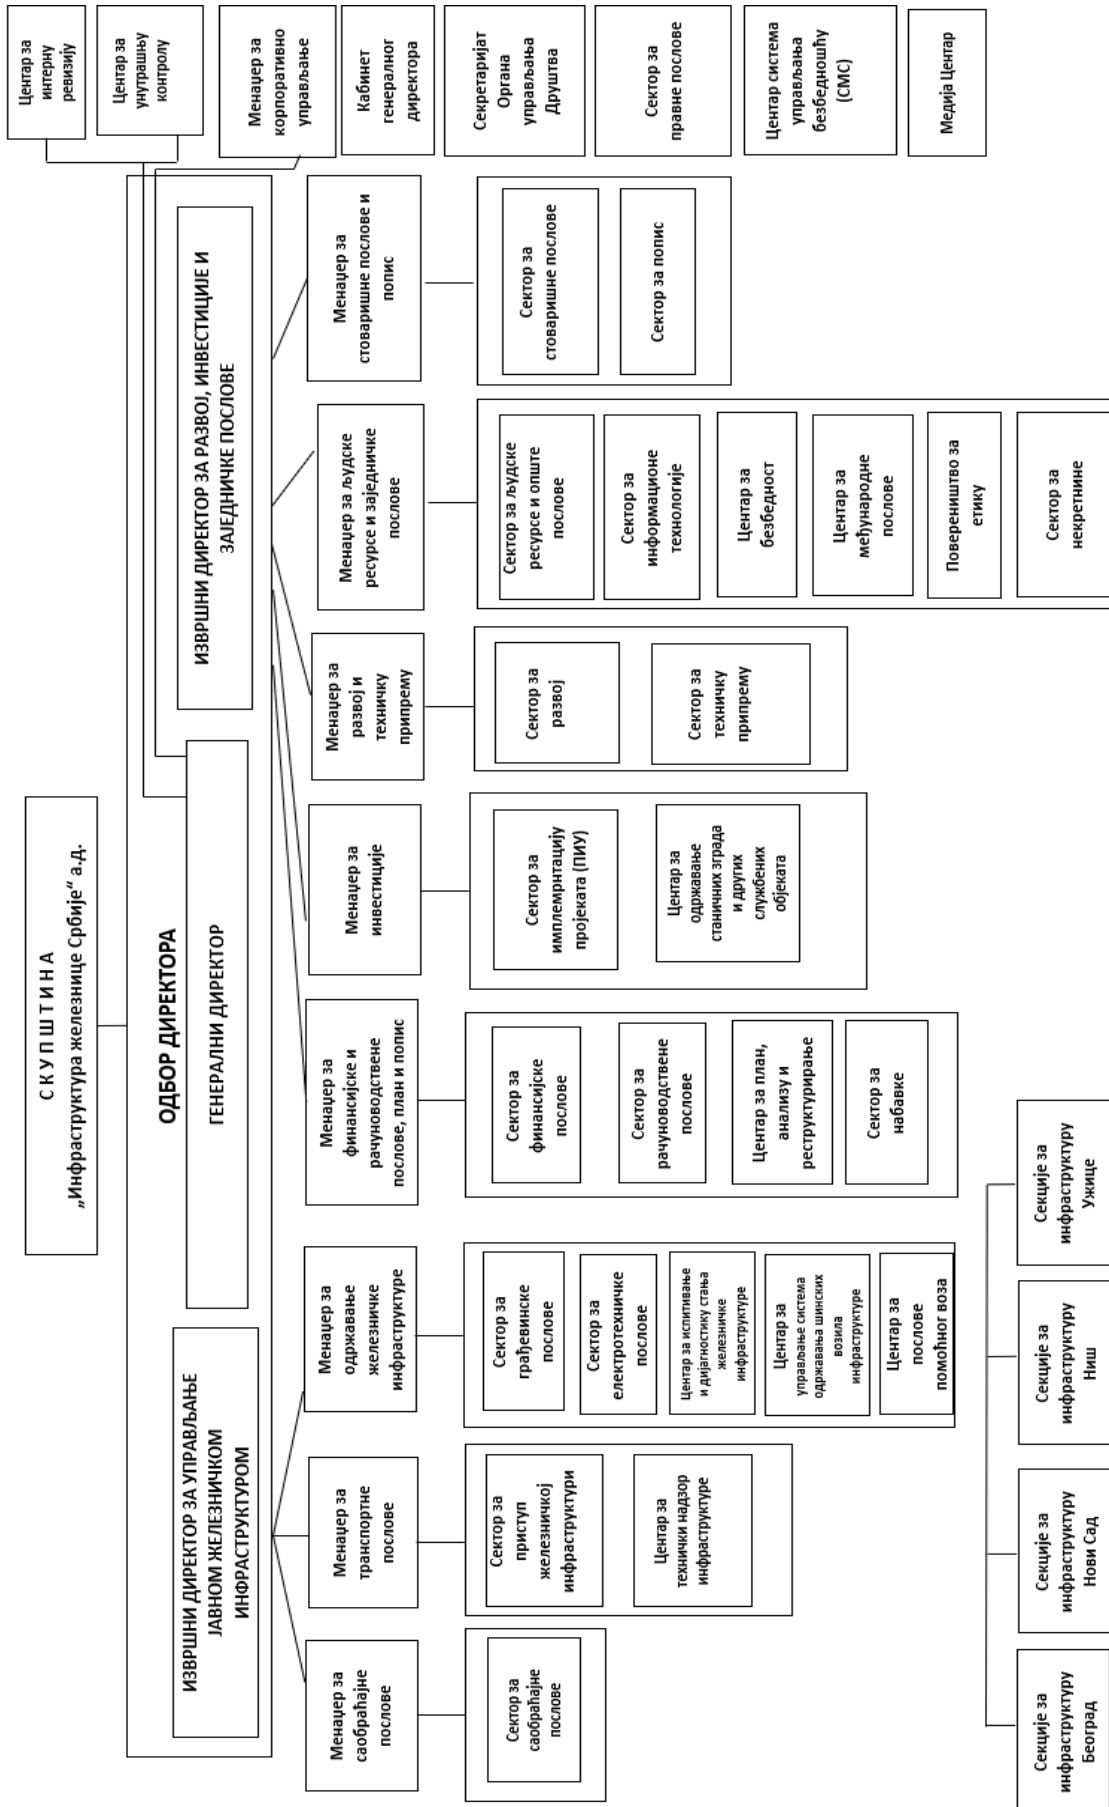 С К У П Ш Т И Н А
„Инфраструктура железнице Србије“ а.д.
ОДБОР ДИРЕКТОРА
ИЗВРШНИ ДИРЕКТОР ЗА УПРАВЉАЊЕ
ЈАВНОМ ЖЕЛЕЗНИЧКОМ
ИНФРАСТРУКТУРОМ
ГЕНЕРАЛНИ ДИРЕКТОР
ИЗВРШНИ ДИРЕКТОР ЗА РАЗВОЈ, ИНВЕСТИЦИЈЕ И
ЗАЈЕДНИЧКЕ ПОСЛОВЕ
Центар за
интерну
ревизију
Центар за
унутрашњу
контролу
Менаџер за
корпоративно
управљање
Кабинет
генералног
директора
Секретаријат
Органа
управљања
Друштва
Сектор за
правне послове
Центар система
управљања
безбедношћу
(СМС)
Медија Центар
Менаџер за
саобраћајне
послове
Менаџер за
транспортне
послове
Менаџер за
одржавање
железничке
инфраструктуре
Менаџер за
финансијске и
рачуноводствене
послове, план и попис
Менаџер за
инвестиције
Менаџер за
развој и
техничку
припрему
Менаџер за људске
ресурсе и заједничке
послове
Менаџер за
стоваришне послове и
попис
Сектор за
саобраћајне
послове
Сектор за
приступ
железничкој
инфраструктури
Центар за
технички надзор
инфраструктуре
Сектор за
грађевинске
послове
Сектор за
електротехничке
послове
Центар за испитивање
и дијагностику стања
железничке
инфраструктуре
Центар за
управљање система
одржавања шинских
возила
инфраструктуре
Центар за
послове
помоћног воза
Сектор за
финансијске
послове
Сектор за
рачуноводствене
послове
Центар за план,
анализу и
реструктурирање
Сектор за
набавке
Сектор за
имплемрнтацију
пројеката (ПИУ)
Центар за
одржавање
станичних зграда
и других
службених
објеката
Сектор за
развој
Сектор за
техничку
припрему
Сектор за људске
ресурсе и опште
послове
Сектор за
информационе
технологије
Центар за
безбедност
Центар за
међународне
послове
Повереништво за
етику
Сектор за
некретнине
Сектор за
стоваришне послове
Сектор за попис
Секције за
инфраструктуру
Београд
Секције за
инфраструктуру
Нови Сад
Секције за
инфраструктуру
Ниш
Секције за
инфраструктуру
Ужице